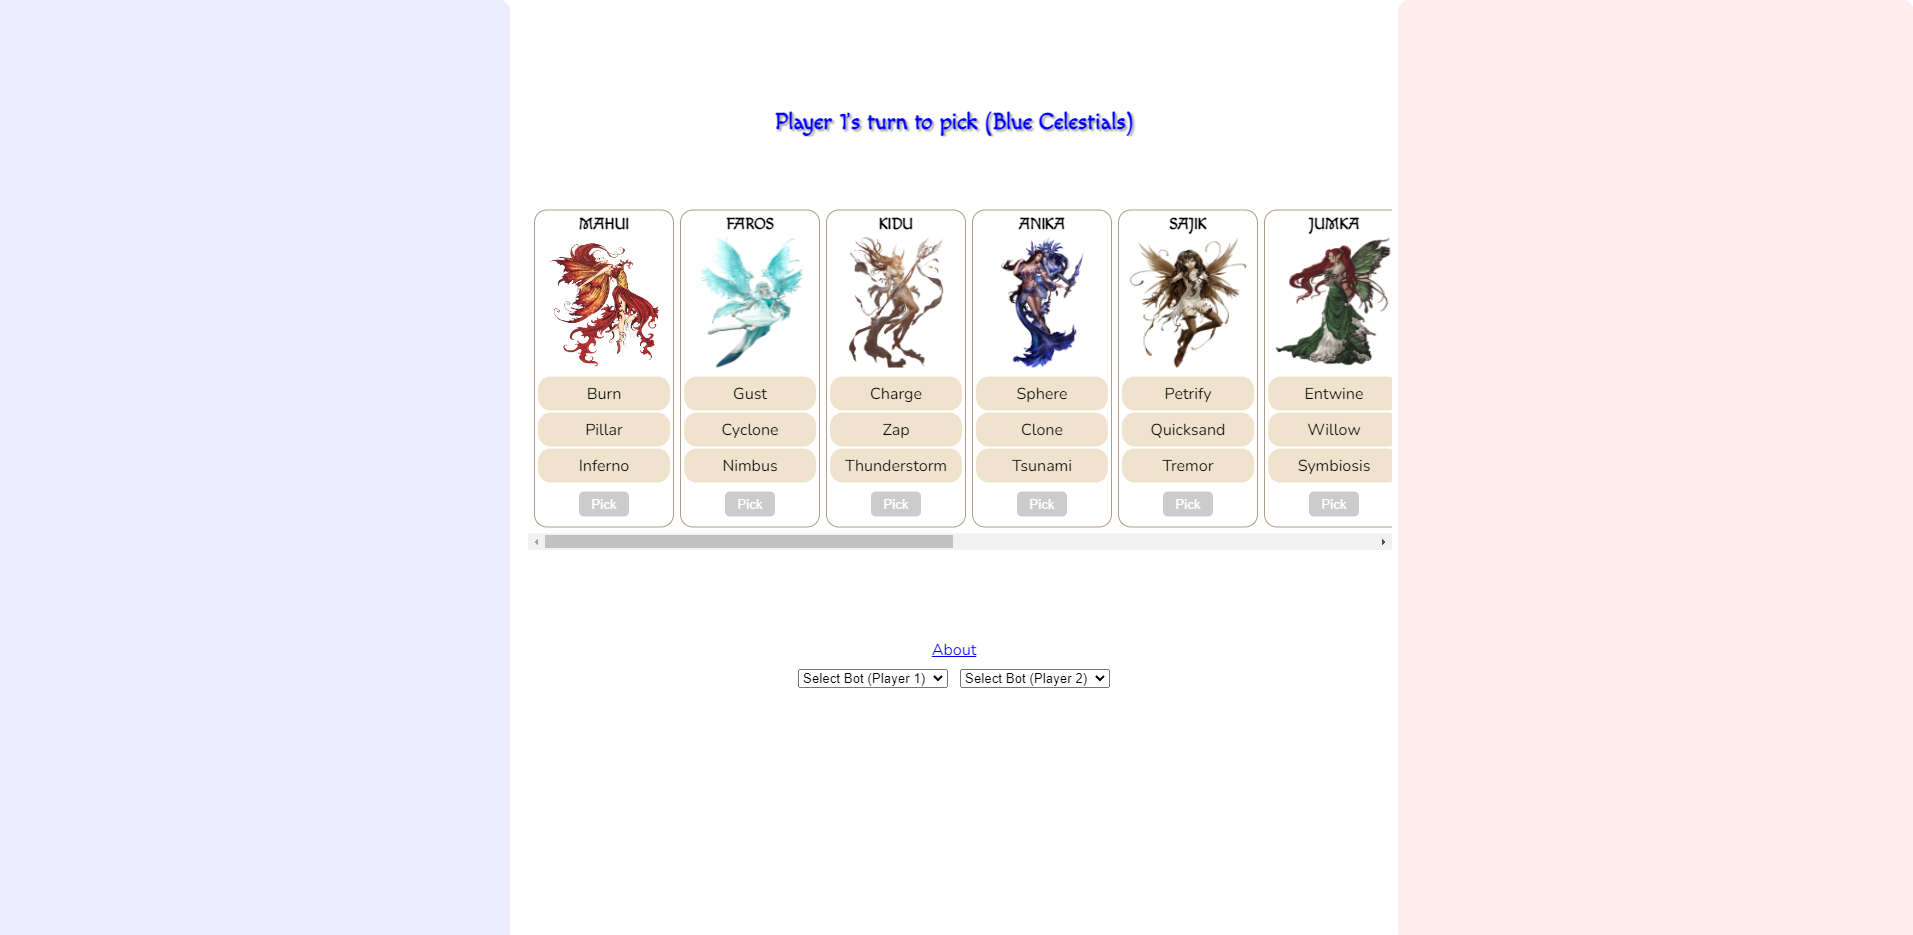 Player 1's turn to pick (Blue Celestials)
MAHUI FAROS KIDU ANIKA SAJIK JUMKA
Burn Gust Charge Sphere Petrify Entwine
Pillar Cyclone Zap Clone Quicksand Willow
Inferno Nimbus Thunderstorm Tsunami Tremor Symbiosis
Pick Pick Pick Pick Pick Pick
About
Select Bot (Player 1) Select Bot (Player 2)